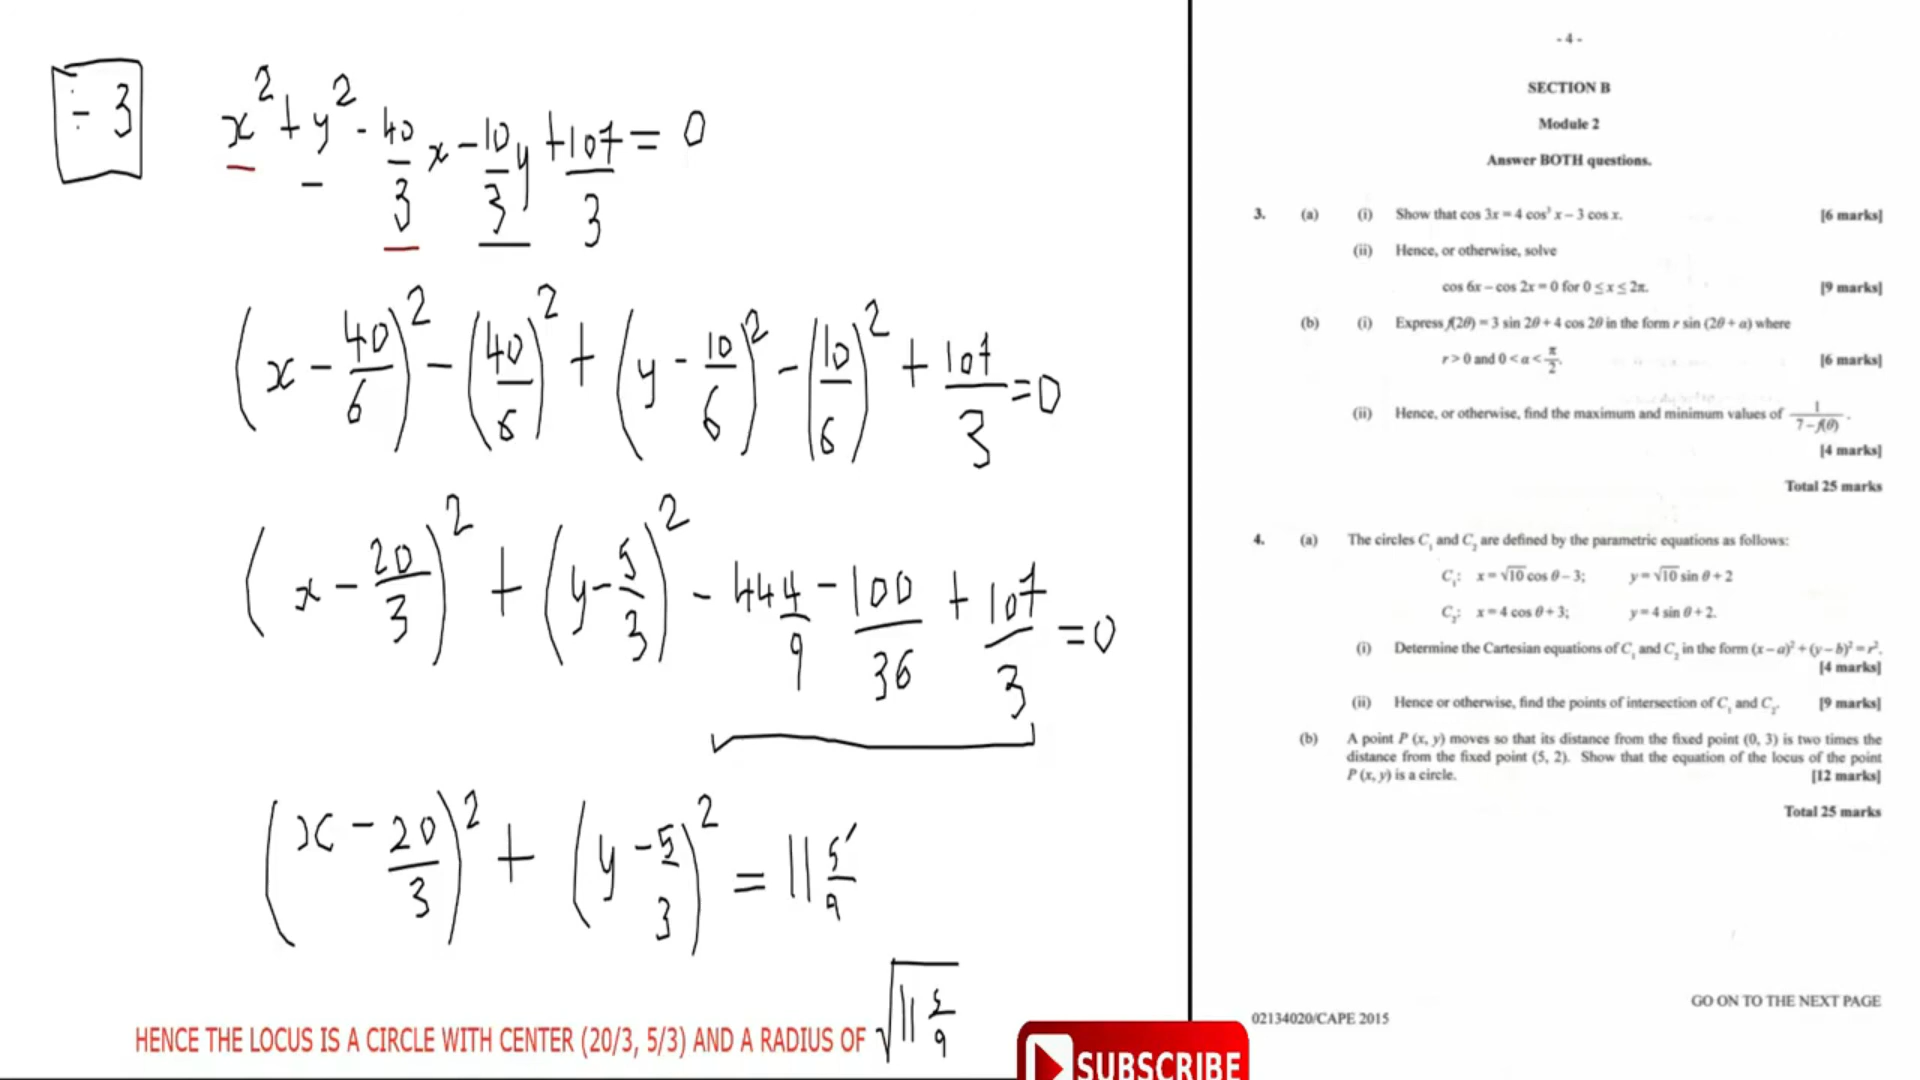 ÷ 3
x² + y² - 40/3 x - 10/3 y + 107/3 = 0
(x - 40/6)² - (40/6)² + (y - 10/6)² - (10/6)² + 107/3 = 0
(x - 20/3)² + (y - 5/3)² - 444/9 - 100/36 + 107/3 = 0
(x - 20/3)² + (y - 5/3)² = 11 5/9
HENCE THE LOCUS IS A CIRCLE WITH CENTER (20/3, 5/3) AND A RADIUS OF √11 5/9
SUBSCRIBE
- 4 -
SECTION B
Module 2
Answer BOTH questions.
3. (a) (i) Show that cos 3x = 4 cos³ x – 3 cos x. [6 marks]
(ii) Hence, or otherwise, solve
cos 6x – cos 2x = 0 for 0 ≤ x ≤ 2π. [9 marks]
(b) (i) Express f(2θ) = 3 sin 2θ + 4 cos 2θ in the form r sin (2θ + α) where
r > 0 and 0 < α < π/2. [6 marks]
(ii) Hence, or otherwise, find the maximum and minimum values of 1/(7 – f(θ)).
[4 marks]
Total 25 marks
4. (a) The circles C₁ and C₂ are defined by the parametric equations as follows:
C₁: x = √10 cos θ – 3; y = √10 sin θ + 2
C₂: x = 4 cos θ + 3; y = 4 sin θ + 2.
(i) Determine the Cartesian equations of C₁ and C₂ in the form (x – a)² + (y – b)² = r².
[4 marks]
(ii) Hence or otherwise, find the points of intersection of C₁ and C₂. [9 marks]
(b) A point P (x, y) moves so that its distance from the fixed point (0, 3) is two times the
distance from the fixed point (5, 2). Show that the equation of the locus of the point
P (x, y) is a circle. [12 marks]
Total 25 marks
GO ON TO THE NEXT PAGE
02134020/CAPE 2015